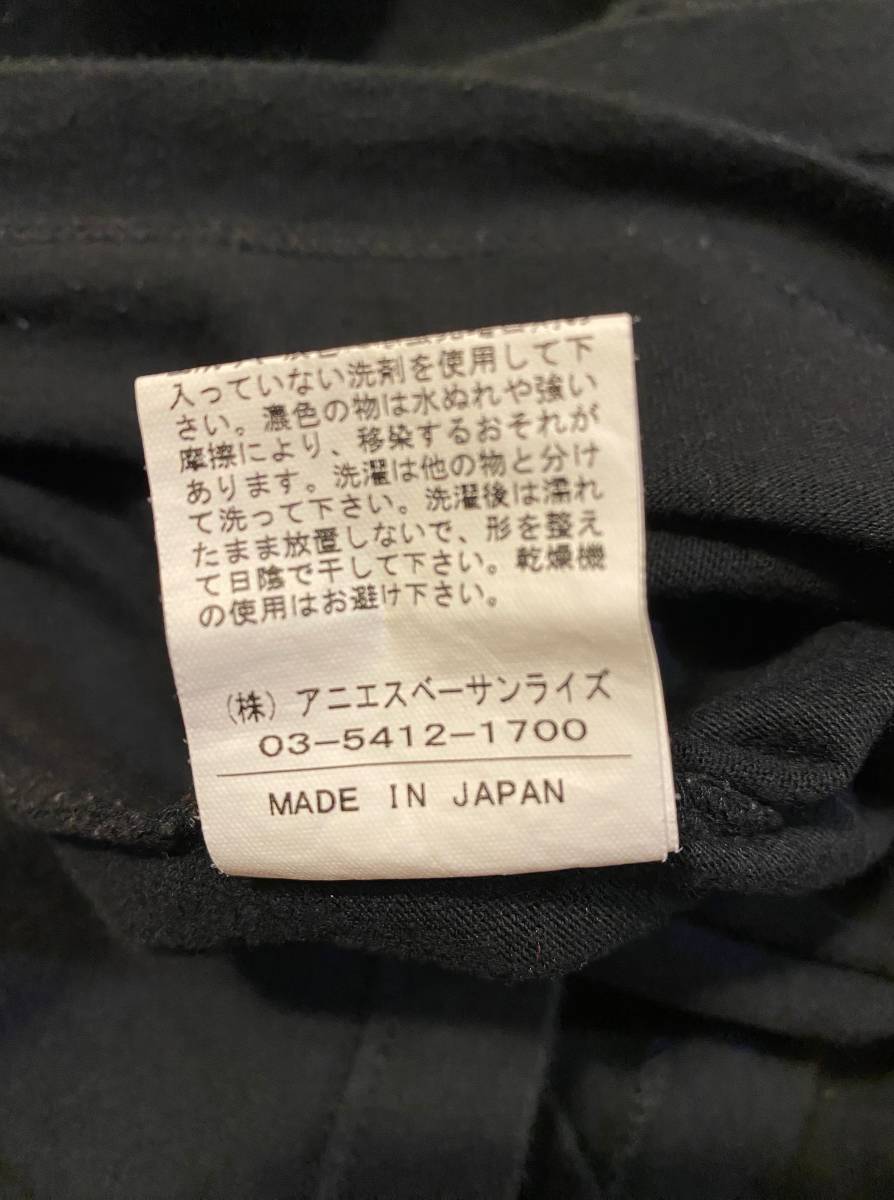 入っていない洗剤を使用して下
さい。濃色の物は水ぬれや強い
摩擦により、移染するおそれが
あります。洗濯は他の物と分け
て洗って下さい。洗濯後は濡れ
たまま放置しないで、形を整え
て日陰で干して下さい。乾燥機
の使用はお避け下さい。
(株)アニエスベーサンライズ
03-5412-1700
MADE IN JAPAN